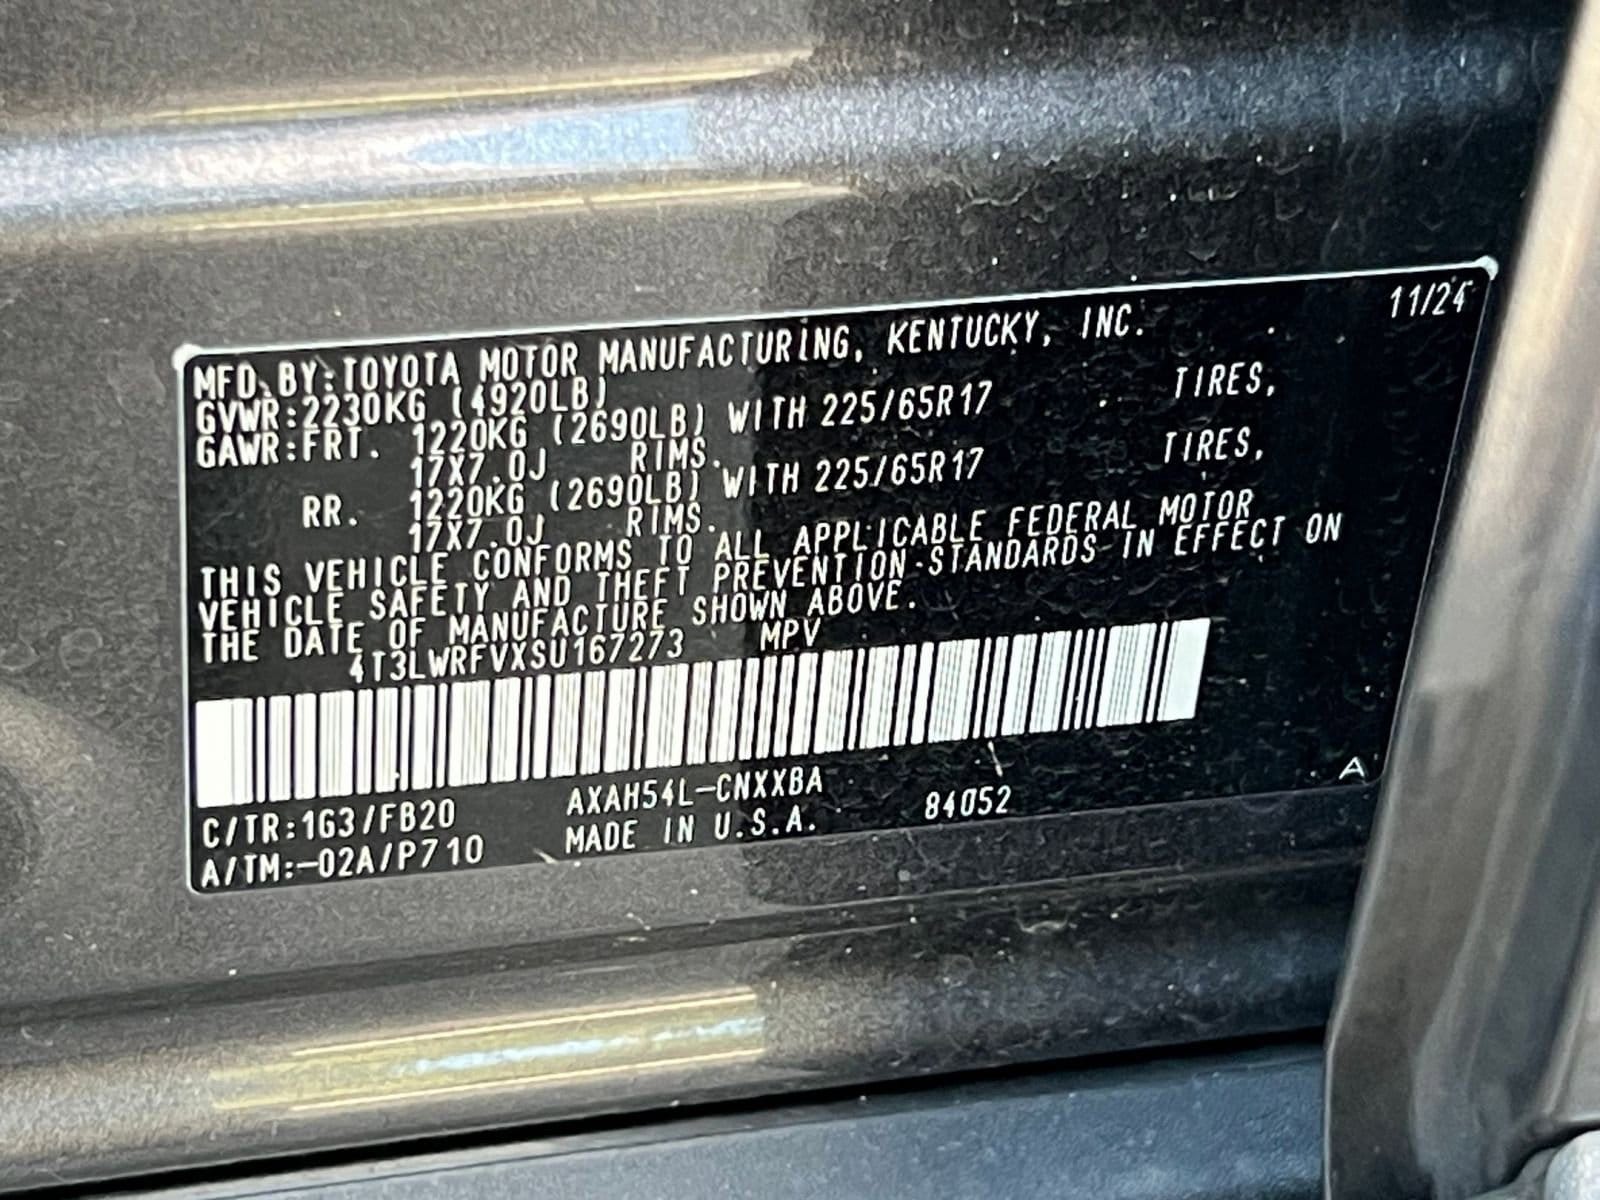 11/24
MFD. BY: TOYOTA MOTOR MANUFACTURING, KENTUCKY, INC.
GVWR:2230KG (4920LB)
GAWR:FRT. 1220KG (2690LB) WITH 225/65R17 TIRES,
17X7.0J RIMS.
RR. 1220KG (2690LB) WITH 225/65R17 TIRES,
17X7.0J RIMS.
THIS VEHICLE CONFORMS TO ALL APPLICABLE FEDERAL MOTOR
VEHICLE SAFETY AND THEFT PREVENTION STANDARDS IN EFFECT ON
THE DATE OF MANUFACTURE SHOWN ABOVE.
4T3LWRFVXSU167273 MPV
C/TR:1G3/FB20 AXAH54L-CNXXBA A
A/TM:-02A/P710 MADE IN U.S.A. 84052